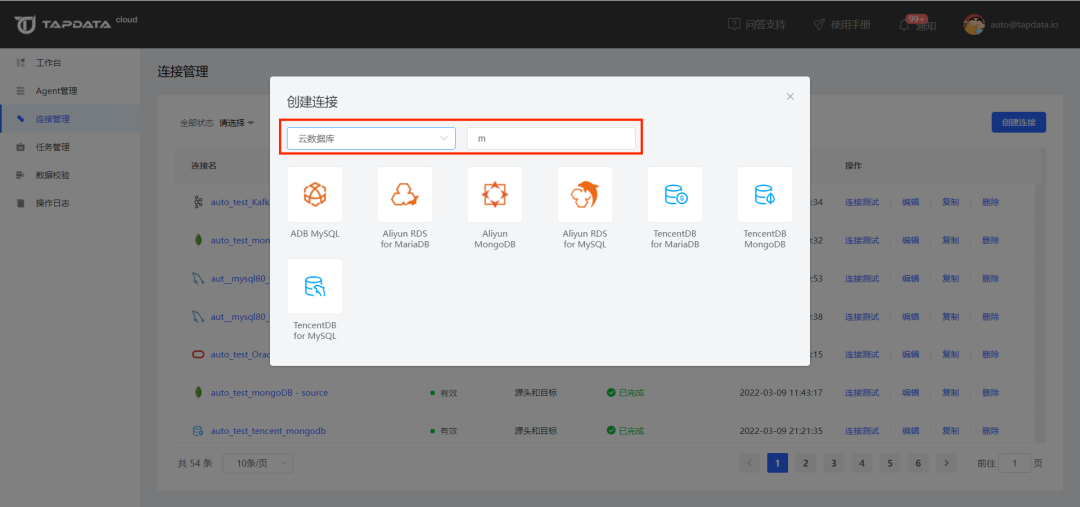 TAPDATA cloud
问答支持
使用手册
99+
通知
auto@tapdata.io
工作台
Agent管理
连接管理
任务管理
数据校验
操作日志
连接管理
全部状态 请选择
创建连接
连接名
操作
创建连接
云数据库
m
ADB MySQL
Aliyun RDS
for MariaDB
Aliyun
MongoDB
Aliyun RDS
for MySQL
TencentDB
for MariaDB
TencentDB
MongoDB
TencentDB
for MySQL
auto_test_Kafk
:34 连接测试 编辑 复制 删除
auto_test_mon
:32 连接测试 编辑 复制 删除
aut__mysql80_
:53 连接测试 编辑 复制 删除
aut__mysql80_
:38 连接测试 编辑 复制 删除
auto_test_Orac
:15 连接测试 编辑 复制 删除
auto_test_mongoDB - source 有效 源头和目标 已完成 2022-03-09 11:43:17 连接测试 编辑 复制 删除
auto_test_tencent_mongodb 有效 源头和目标 已完成 2022-03-09 21:21:35 连接测试 编辑 复制 删除
共 54 条 10条/页 1 2 3 4 5 6 前往 1 页